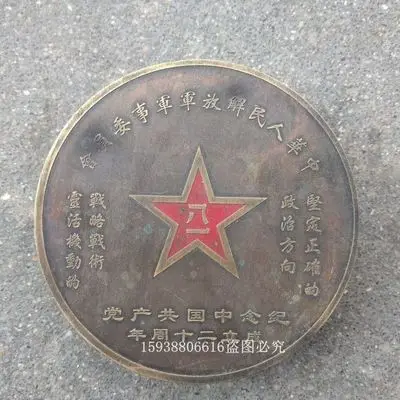 中華人民解放軍軍事委員會
堅定正確的
政治方向
靈活機動的
戰略戰術
八一
纪念中国共产党
成立二十周年
15938806616盗图必究